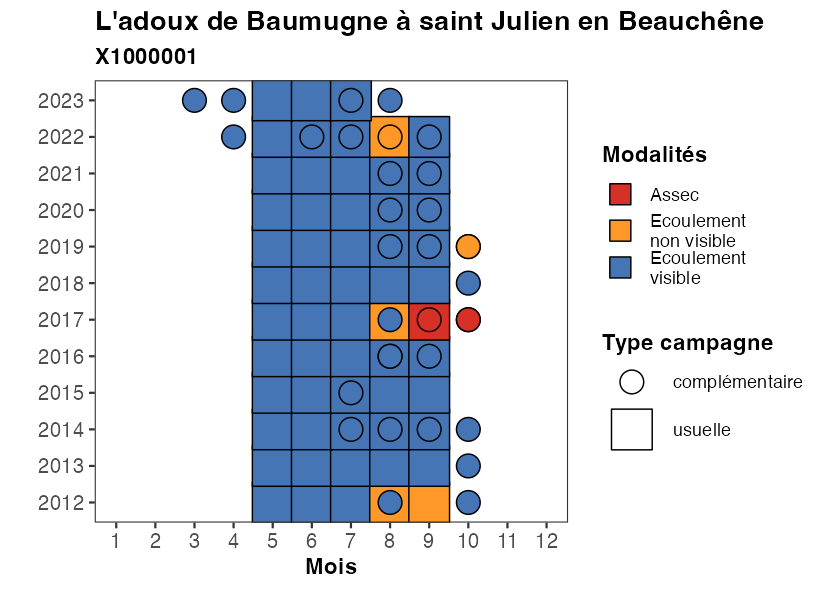 L'adoux de Baumugne à saint Julien en Beauchêne
X1000001
2023
2022
2021
2020
2019
2018
2017
2016
2015
2014
2013
2012
1 2 3 4 5 6 7 8 9 10 11 12
Mois
Modalités
Assec
Ecoulement
non visible
Ecoulement
visible
Type campagne
complémentaire
usuelle